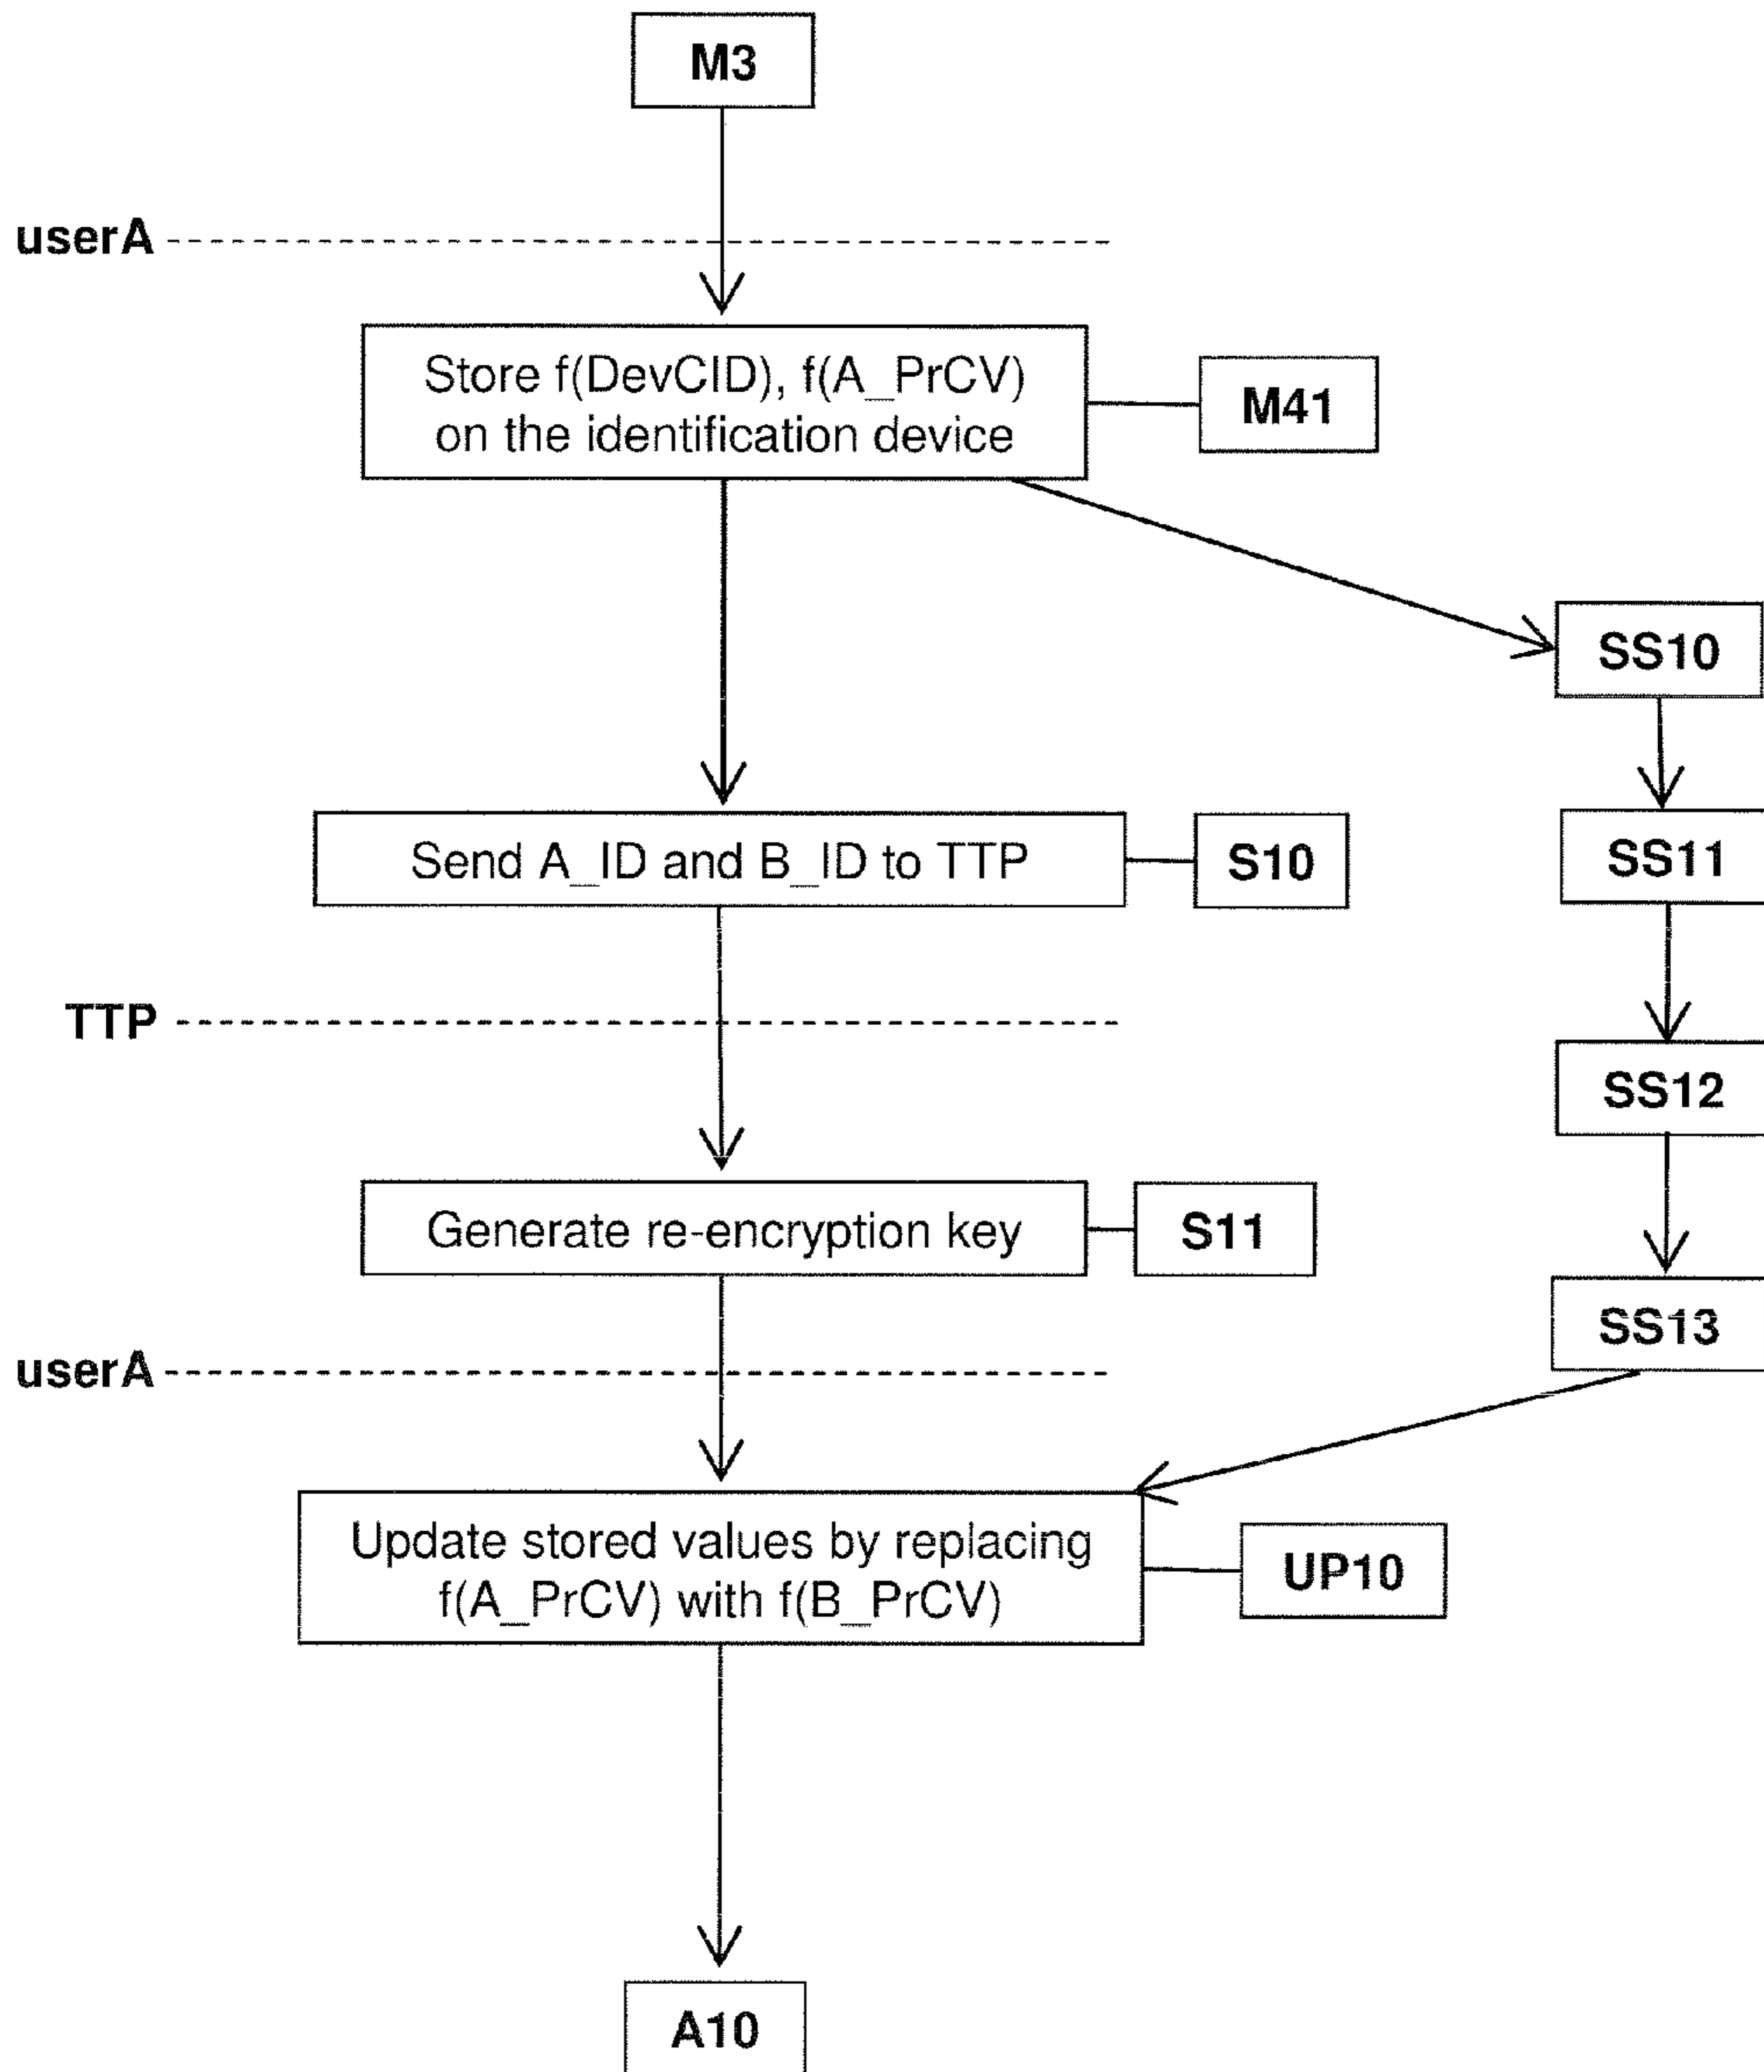 M3
userA
Store f(DevCID), f(A_PrCV)
on the identification device
M41
SS10
Send A_ID and B_ID to TTP
S10
SS11
TTP
SS12
Generate re-encryption key
S11
SS13
userA
Update stored values by replacing
f(A_PrCV) with f(B_PrCV)
UP10
A10